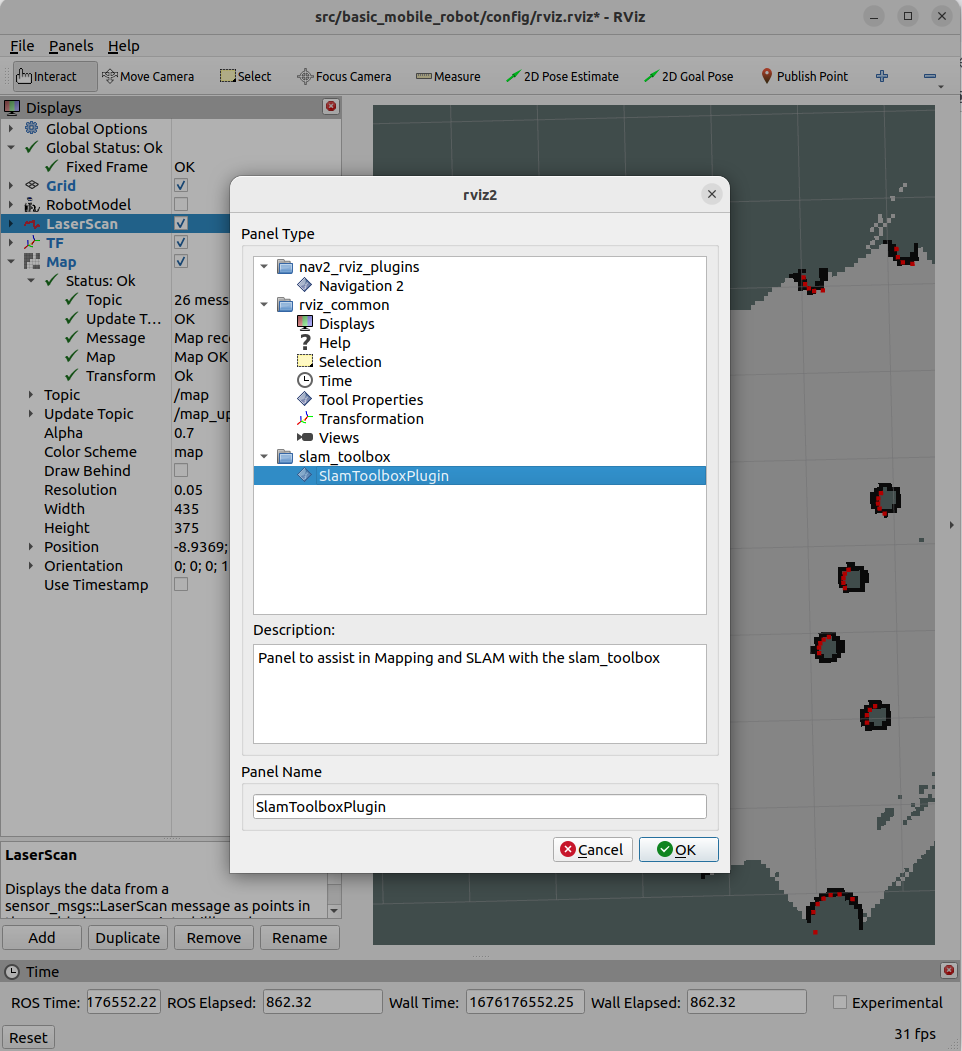 src/basic_mobile_robot/config/rviz.rviz* - RViz
File Panels Help
Interact Move Camera Select Focus Camera Measure 2D Pose Estimate 2D Goal Pose Publish Point
Displays
Global Options
Global Status: Ok
Fixed Frame OK
Grid
RobotModel
LaserScan
TF
Map
Status: Ok
Topic 26 mess
Update T...  OK
Message Map rec
Map Map OK
Transform Ok
Topic /map
Update Topic /map_up
Alpha 0.7
Color Scheme map
Draw Behind
Resolution 0.05
Width 435
Height 375
Position -8.9369;
Orientation 0; 0; 0; 1
Use Timestamp
rviz2
Panel Type
nav2_rviz_plugins
Navigation 2
rviz_common
Displays
Help
Selection
Time
Tool Properties
Transformation
Views
slam_toolbox
SlamToolboxPlugin
Description:
Panel to assist in Mapping and SLAM with the slam_toolbox
Panel Name
SlamToolboxPlugin
Cancel OK
LaserScan
Displays the data from a
sensor_msgs::LaserScan message as points in
Add Duplicate Remove Rename
Time
ROS Time: 176552.22 ROS Elapsed: 862.32 Wall Time: 1676176552.25 Wall Elapsed: 862.32 Experimental
Reset 31 fps